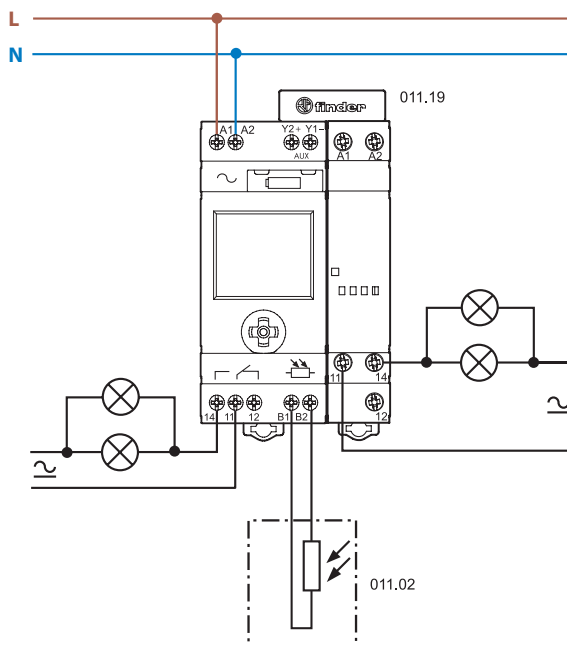 L
N
finder
011.19
A1 A2
Y2+ Y1-
AUX
A1 A2
11
14
14 11 12
B1 B2
12
011.02